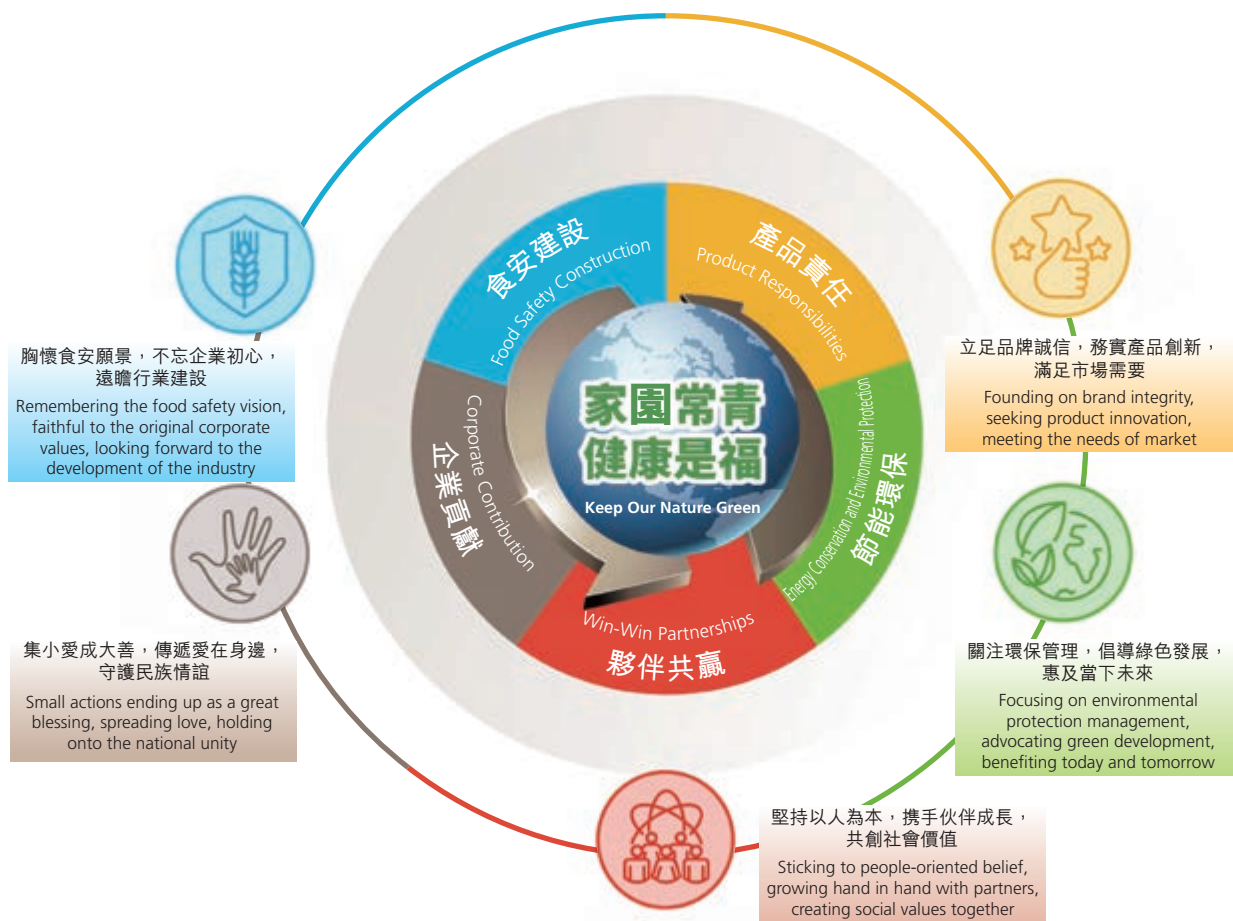 食安建設
Food Safety Construction
產品責任
Product Responsibilities
節能環保
Energy Conservation and Environmental Protection
夥伴共贏
Win-Win Partnerships
企業貢獻
Corporate Contribution
家園常青
健康是福
Keep Our Nature Green
胸懷食安願景，不忘企業初心，
遠瞻行業建設
Remembering the food safety vision,
faithful to the original corporate
values, looking forward to the
development of the industry
立足品牌誠信，務實產品創新，
滿足市場需要
Founding on brand integrity,
seeking product innovation,
meeting the needs of market
集小愛成大善，傳遞愛在身邊，
守護民族情誼
Small actions ending up as a great
blessing, spreading love, holding
onto the national unity
關注環保管理，倡導綠色發展，
惠及當下未來
Focusing on environmental
protection management,
advocating green development,
benefiting today and tomorrow
堅持以人為本，携手伙伴成長，
共創社會價值
Sticking to people-oriented belief,
growing hand in hand with partners,
creating social values together